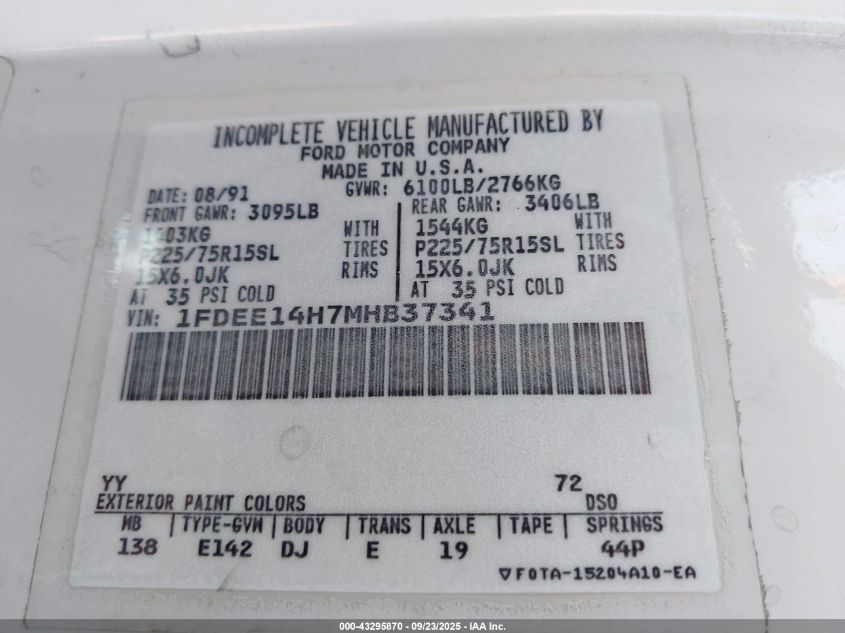 INCOMPLETE VEHICLE MANUFACTURED BY
FORD MOTOR COMPANY
MADE IN U.S.A.
DATE: 08/91 GVWR: 6100LB/2766KG
FRONT GAWR: 3095LB REAR GAWR: 3406LB
1403KG WITH 1544KG WITH
P225/75R15SL TIRES P225/75R15SL TIRES
15X6.0JK RIMS 15X6.0JK RIMS
AT 35 PSI COLD AT 35 PSI COLD
VIN: 1FDEE14H7MHB37341
YY 72
EXTERIOR PAINT COLORS DSO
WB | TYPE-GVW | BODY | TRANS | AXLE | TAPE | SPRINGS
138 E142 DJ E 19 44P
▽F0TA-15204A10-EA
000-43295870 - 09/23/2025 - IAA Inc.